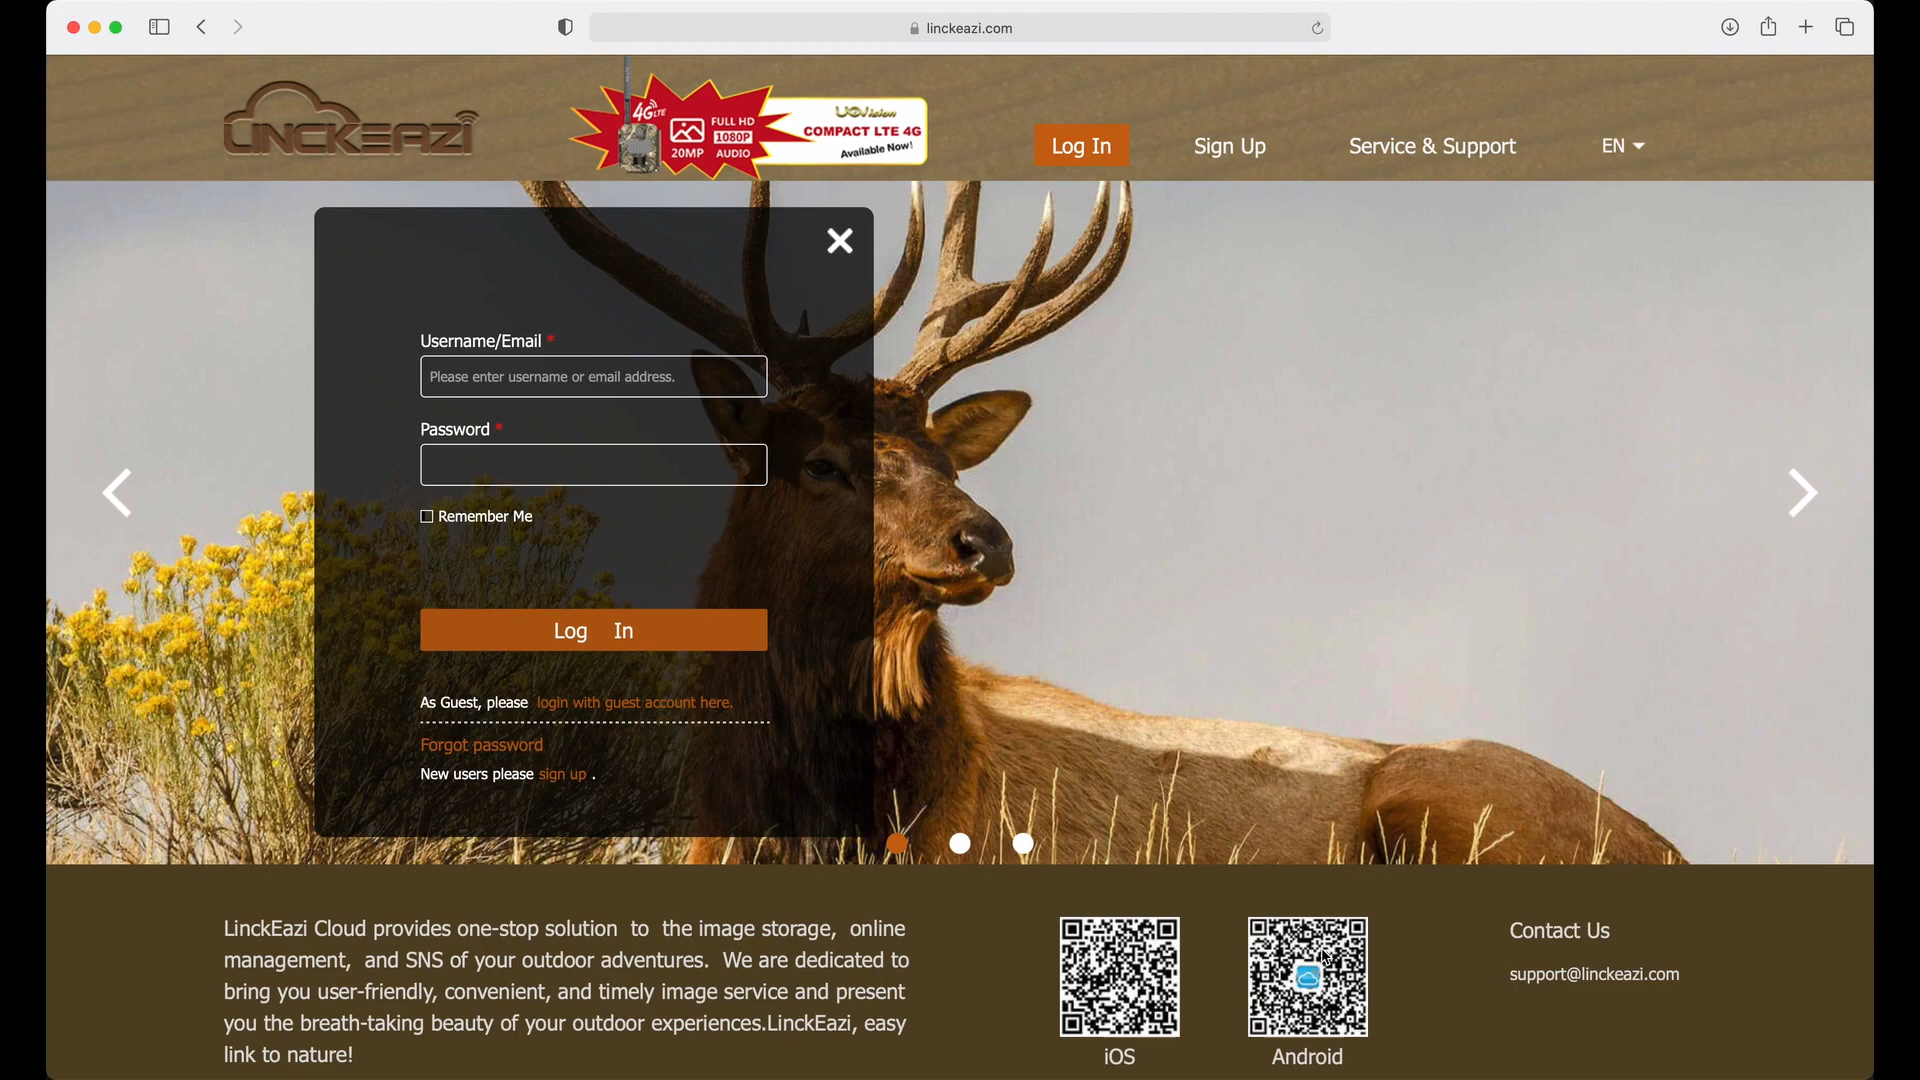 linckeazi.com
LINCKEAZI
4G LTE
20MP
FULL HD
1080P
AUDIO
UOVision
COMPACT LTE 4G
Available Now!
Log In
Sign Up
Service & Support
EN
Username/Email *
Please enter username or email address.
Password *
Remember Me
Log In
As Guest, please login with guest account here.
Forgot password
New users please sign up .
LinckEazi Cloud provides one-stop solution to the image storage, online
management, and SNS of your outdoor adventures. We are dedicated to
bring you user-friendly, convenient, and timely image service and present
you the breath-taking beauty of your outdoor experiences.LinckEazi, easy
link to nature!
iOS
Android
Contact Us
support@linckeazi.com